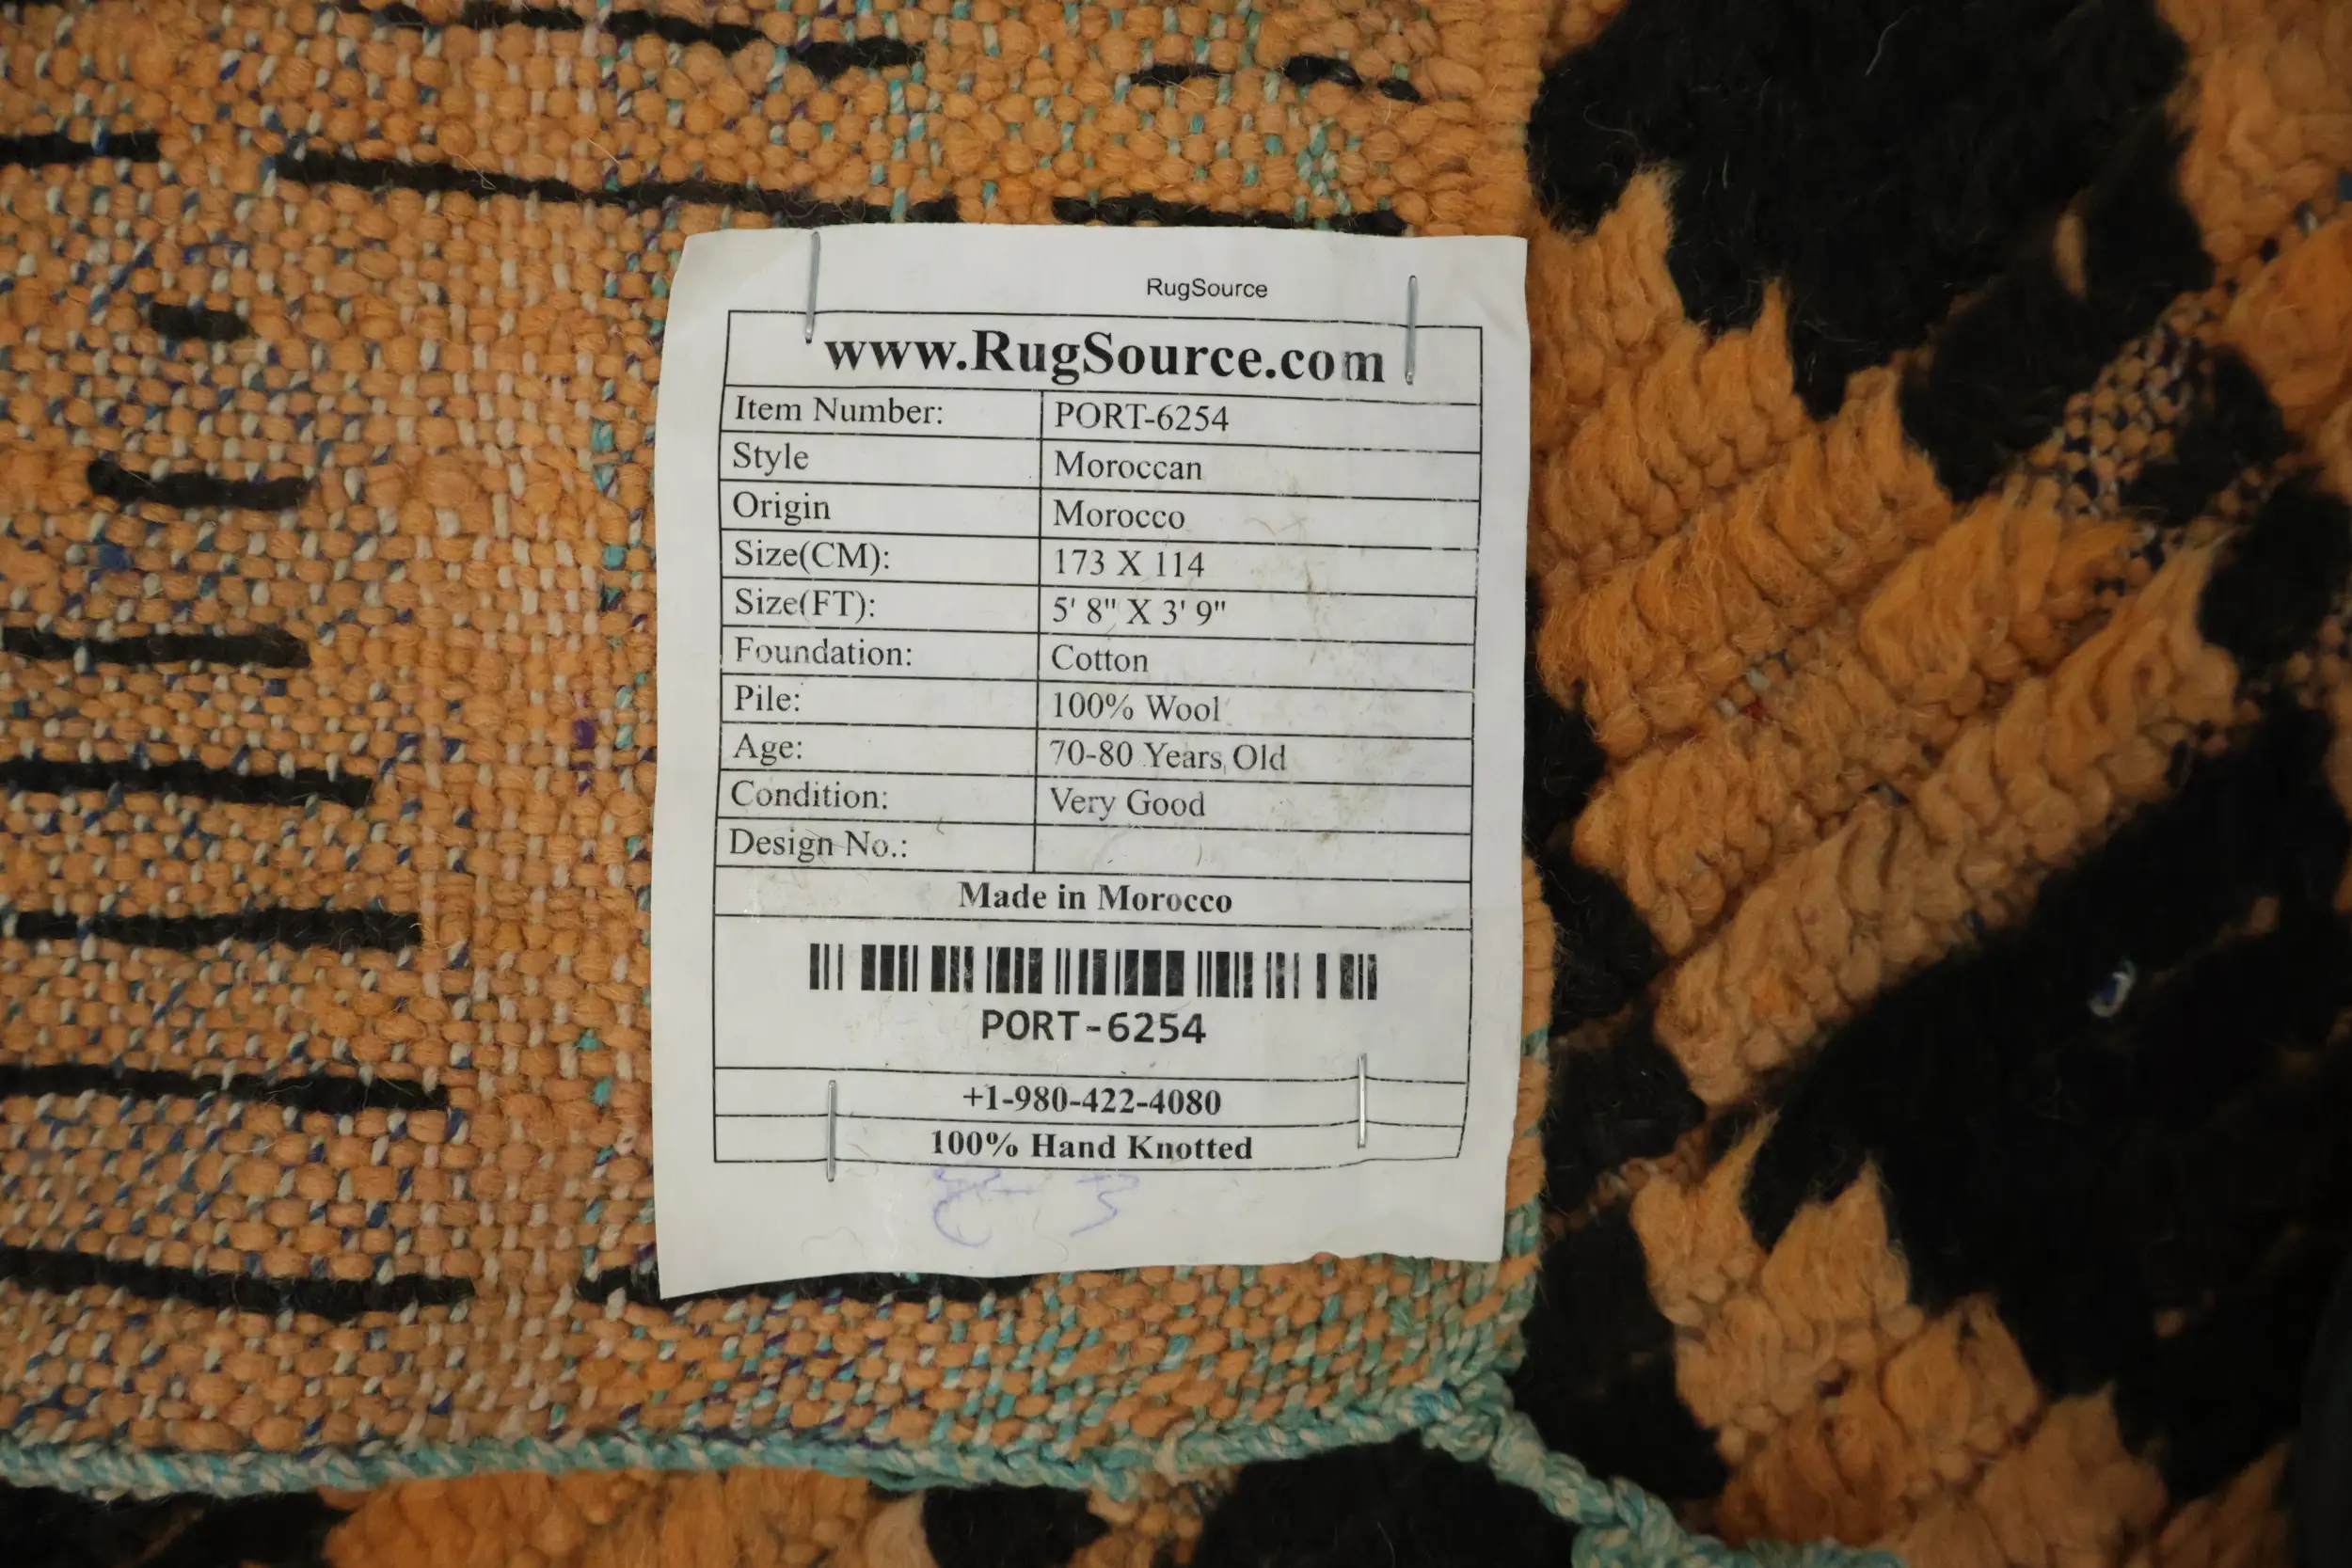 RugSource
www.RugSource.com
Item Number: PORT-6254
Style Moroccan
Origin Morocco
Size(CM): 173 X 114
Size(FT): 5' 8" X 3' 9"
Foundation: Cotton
Pile: 100% Wool
Age: 70-80 Years Old
Condition: Very Good
Design No.:
Made in Morocco
PORT-6254
+1-980-422-4080
100% Hand Knotted